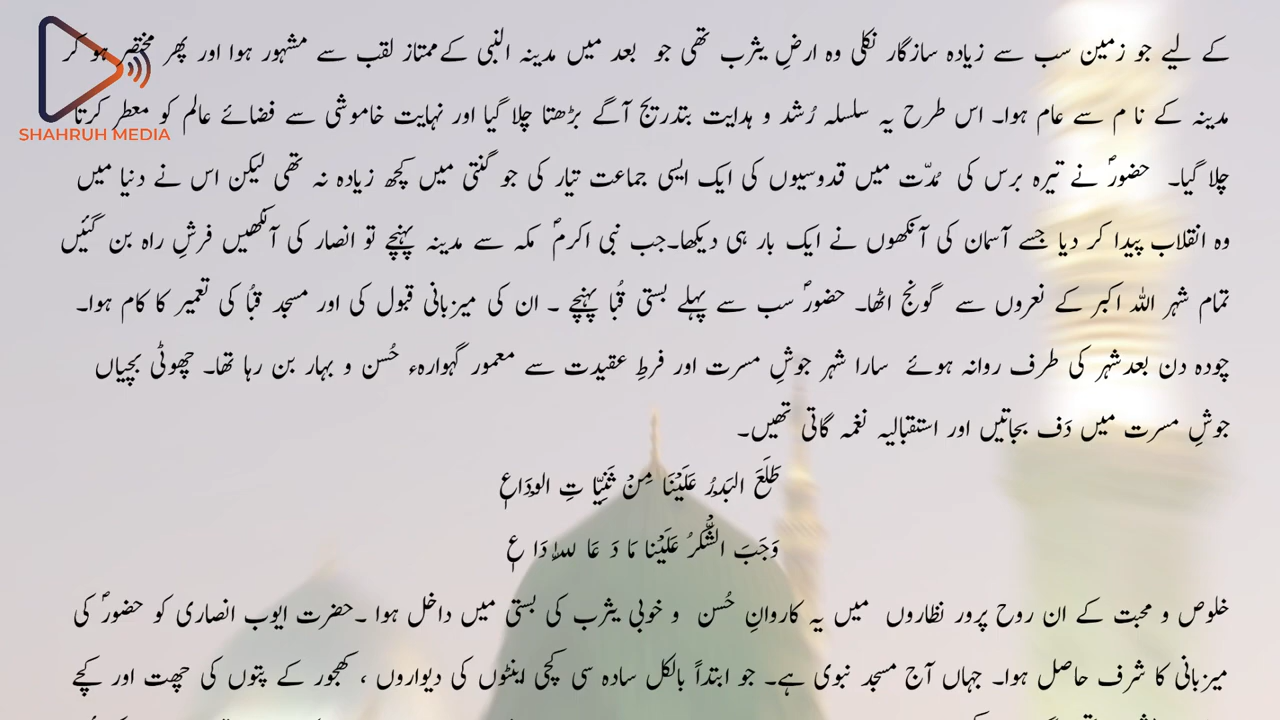 کے لیے جو زمین سب سے زیادہ سازگار نکلی وہ ارضِ یثرب تھی جو بعد میں مدینہ النبی کے ممتاز لقب سے مشہور ہوا اور پھر مختصر ہو کر
مدینہ کے نا م سے عام ہوا۔ اس طرح یہ سلسلہ رُشد و ہدایت بتدریج آگے بڑھتا چلا گیا اور نہایت خاموشی سے فضائے عالم کو معطر کرتا
SHAHRUH MEDIA
چلا گیا۔ حضورؐ نے تیرہ برس کی مُدّت میں قدوسیوں کی ایک ایسی جماعت تیار کی جو گنتی میں کچھ زیادہ نہ تھی لیکن اس نے دنیا میں
وہ انقلاب پیدا کر دیا جسے آسمان کی آنکھوں نے ایک بار ہی دیکھا۔جب نبی اکرمؐ مکہ سے مدینہ پہنچے تو انصار کی آنکھیں فرشِ راہ بن گئیں
تمام شہر اللہ اکبر کے نعروں سے گونج اٹھا۔ حضورؐ سب سے پہلے بستی قُبا پہنچے ۔ ان کی میزبانی قبول کی اور مسجد قبُا کی تعمیر کا کام ہوا۔
چودہ دن بعدشہر کی طرف روانہ ہوئے سارا شہر جوشِ مسرت اور فرطِ عقیدت سے معمور گہوارہء حُسن و بہار بن رہا تھا۔ چھوٹی بچیاں
جوشِ مسرت میں دَف بجاتیں اور استقبالیہ نغمہ گاتی تھیں۔
طَلَعَ البَدرُ عَلَیْنَا مِنْ ثَنِیَّا تِ الوَدَاعِ
وَجَبَ الشُّکرُ عَلَیْنا مَا دَ عَا للہِ دَا عِ
خلوص و محبت کے ان روح پرور نظاروں میں یہ کاروانِ حُسن و خوبی یثرب کی بستی میں داخل ہوا ۔حضرت ایوب انصاری کو حضورؐ کی
میزبانی کا شرف حاصل ہوا۔ جہاں آج مسجد نبوی ہے۔ جو ابتداً بالکل سادہ سی کچی اینٹوں کی دیواروں ، کھجور کے پتوں کی چھت اور کچے